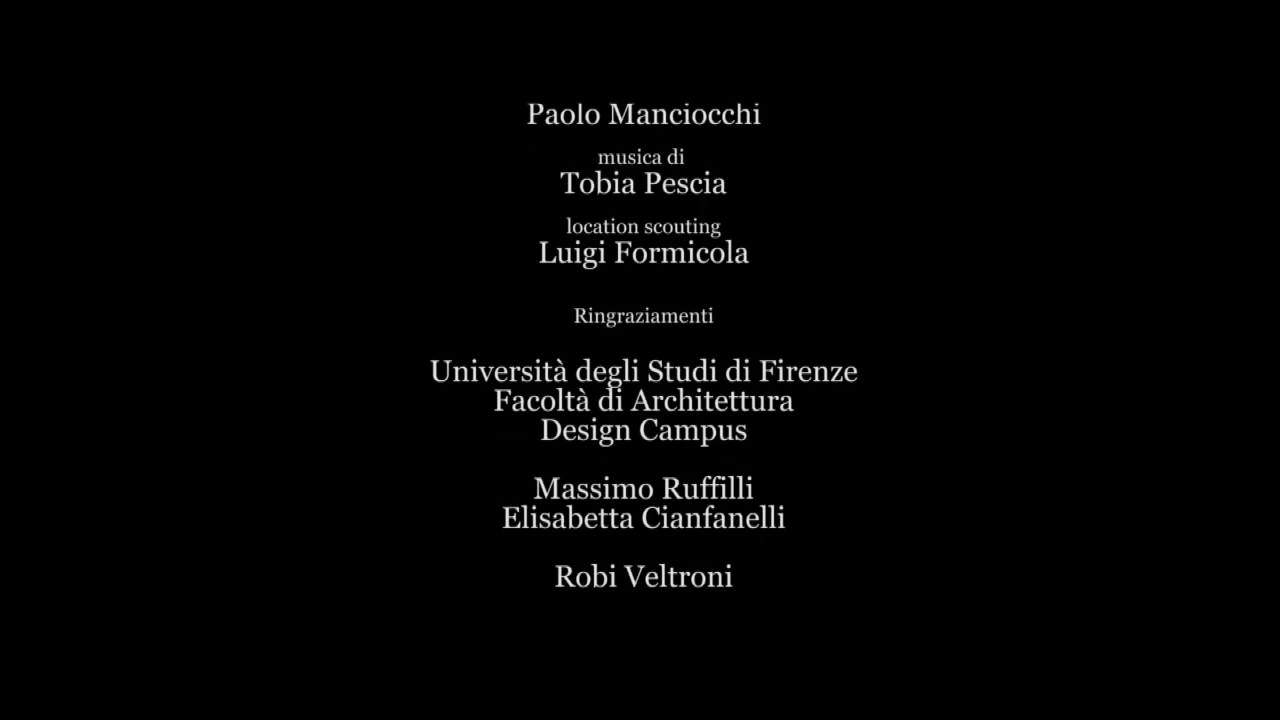 Paolo Manciocchi
musica di
Tobia Pescia
location scouting
Luigi Formicola
Ringraziamenti
Università degli Studi di Firenze
Facoltà di Architettura
Design Campus
Massimo Ruffilli
Elisabetta Cianfanelli
Robi Veltroni